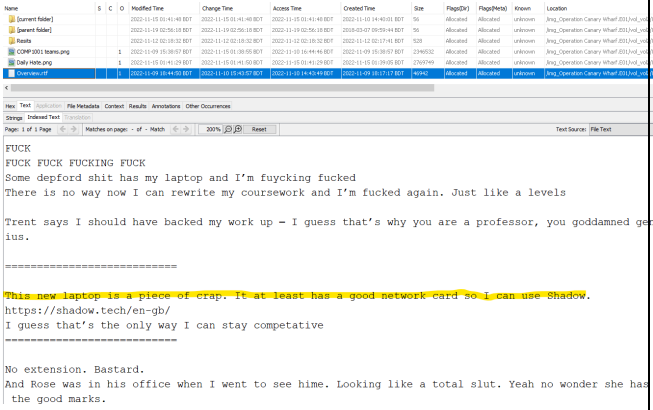 Name S C O Modified Time Change Time Access Time Created Time Size Flags(Dir) Flags(Meta) Known Location
[current folder] 2022-11-15 01:41:48 BDT 2022-11-15 01:41:48 BDT 2022-11-15 01:41:48 BDT 2022-11-10 14:40:01 BDT 56 Allocated Allocated unknown /img_Operation Canary Wharf.E01/vol_vol2/
[parent folder] 2022-11-19 02:56:18 BDT 2022-11-19 02:56:18 BDT 2022-11-19 02:56:18 BDT 2018-03-07 09:59:44 BDT 56 Allocated Allocated unknown /img_Operation Canary Wharf.E01/vol_vol2/
Resits 2022-11-12 02:18:32 BDT 2022-11-12 02:18:32 BDT 2022-11-12 02:18:32 BDT 2022-11-12 02:17:41 BDT 528 Allocated Allocated unknown /img_Operation Canary Wharf.E01/vol_vol2/
COMP1001 teams.png 1 2022-11-09 15:38:57 BDT 2022-11-15 01:38:55 BDT 2022-11-10 16:44:46 BDT 2022-11-09 15:38:57 BDT 2346532 Allocated Allocated unknown /img_Operation Canary Wharf.E01/vol_vol2/
Daily Hate.png 1 2022-11-15 01:41:29 BDT 2022-11-15 01:41:50 BDT 2022-11-15 01:41:29 BDT 2022-11-15 01:39:05 BDT 2769749 Allocated Allocated unknown /img_Operation Canary Wharf.E01/vol_vol2/
Overview.rtf 1 2022-11-09 18:44:50 BDT 2022-11-10 15:43:57 BDT 2022-11-10 14:43:49 BDT 2022-11-09 18:17:17 BDT 46942 Allocated Allocated unknown /img_Operation Canary Wharf.E01/vol_vol2/
Hex Text Application File Metadata Context Results Annotations Other Occurrences
Strings Indexed Text Translation
Page: 1 of 1 Page Matches on page: - of - Match 200% Reset Text Source: File Text
FUCK
FUCK FUCK FUCKING FUCK
Some depford shit has my laptop and I'm fuycking fucked
There is no way now I can rewrite my coursework and I'm fucked again. Just like a levels
Trent says I should have backed my work up – I guess that's why you are a professor, you goddamned gen
ius.
===========================
This new laptop is a piece of crap. It at least has a good network card so I can use Shadow.
https://shadow.tech/en-gb/
I guess that's the only way I can stay competative
===========================
No extension. Bastard.
And Rose was in his office when I went to see hime. Looking like a total slut. Yeah no wonder she has
the good marks.